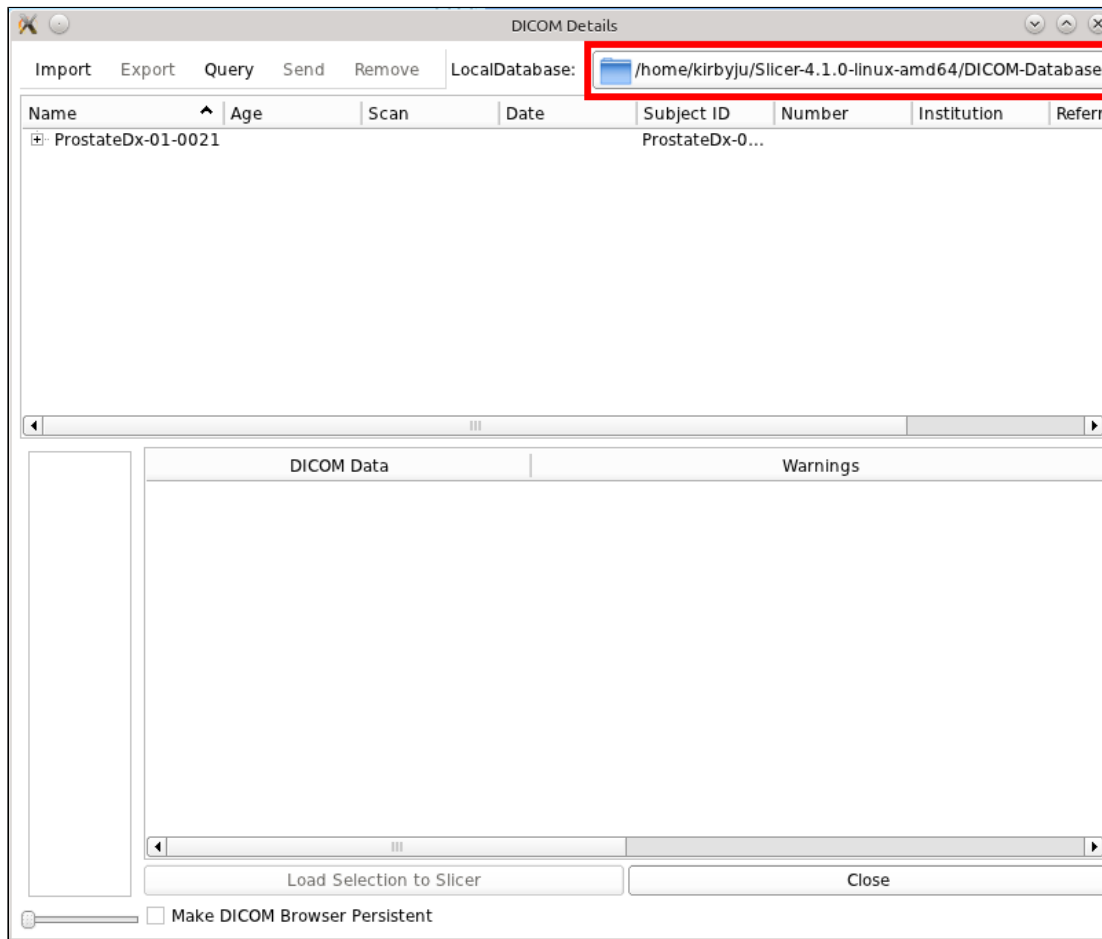 DICOM Details
Import Export Query Send Remove LocalDatabase: /home/kirbyju/Slicer-4.1.0-linux-amd64/DICOM-Database
Name Age Scan Date Subject ID Number Institution Referr
ProstateDx-01-0021 ProstateDx-0...
DICOM Data Warnings
Load Selection to Slicer Close
Make DICOM Browser Persistent